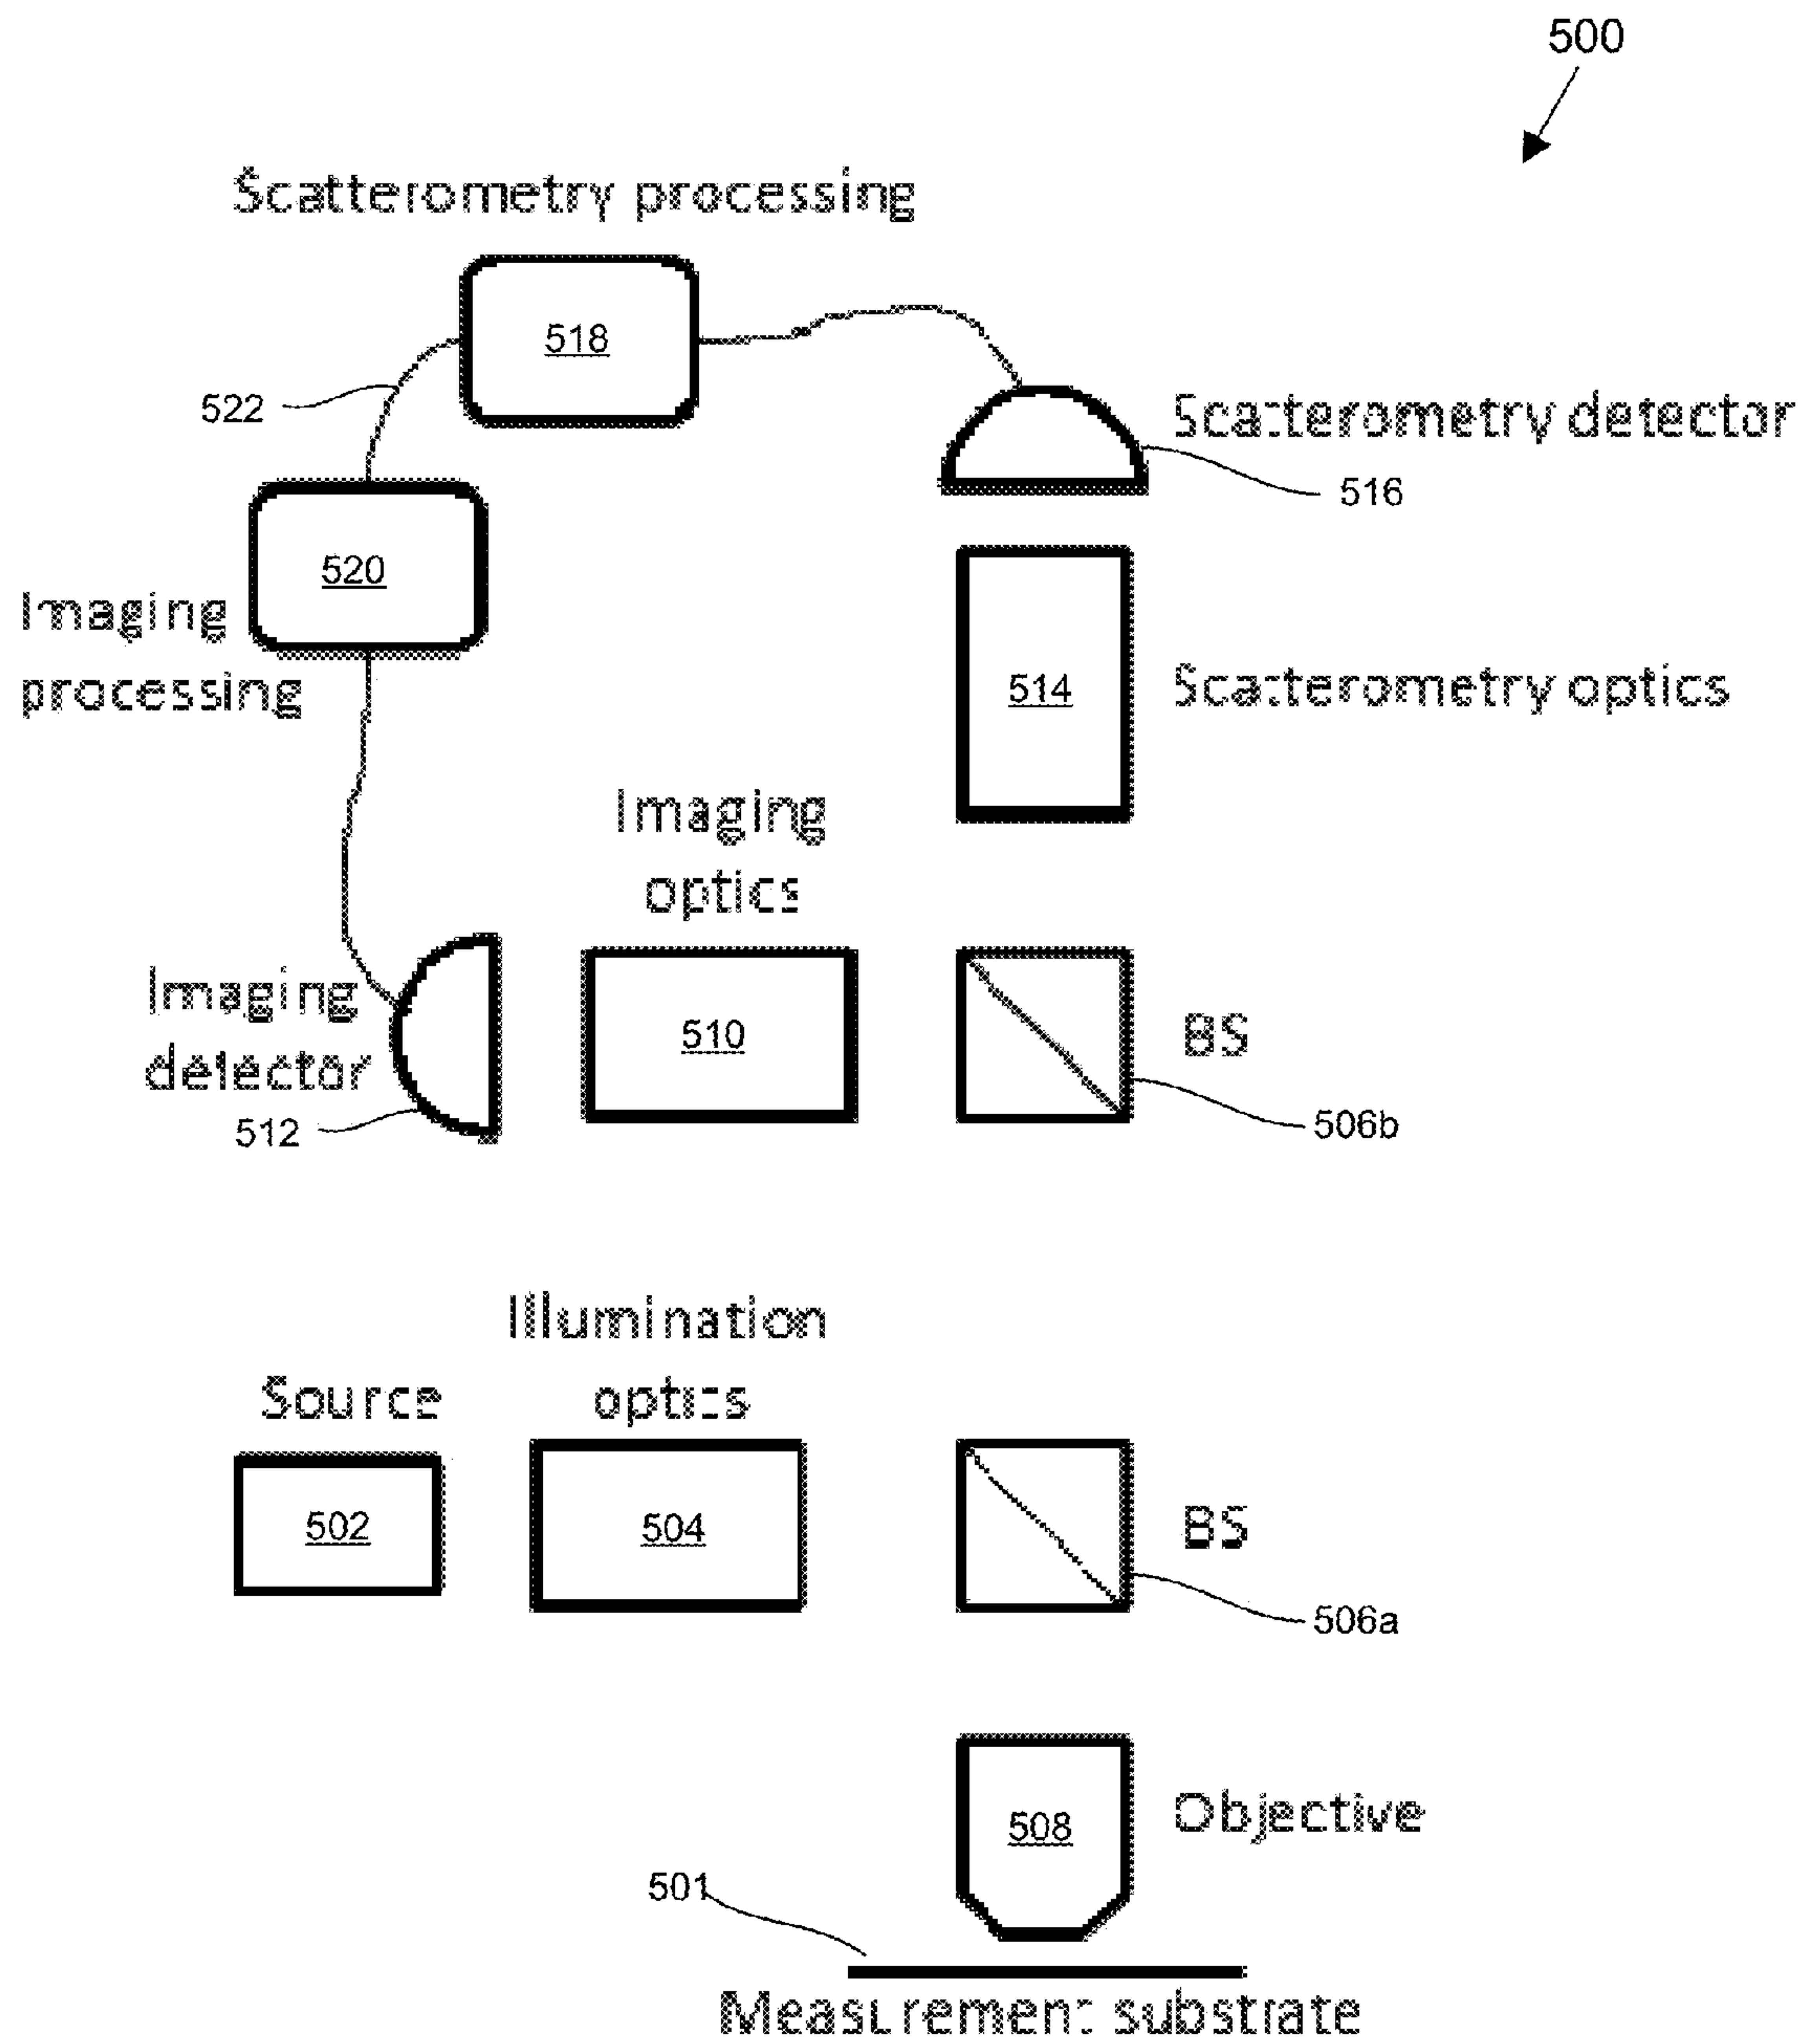 500
Scatterometry processing
518
522
Scatterometry detector
516
520
Imaging
processing
514
Scatterometry optics
Imaging
optics
Imaging
detector
512
510
BS
506b
Illumination
optics
Source
502
504
BS
506a
508
Objective
501
Measurement substrate